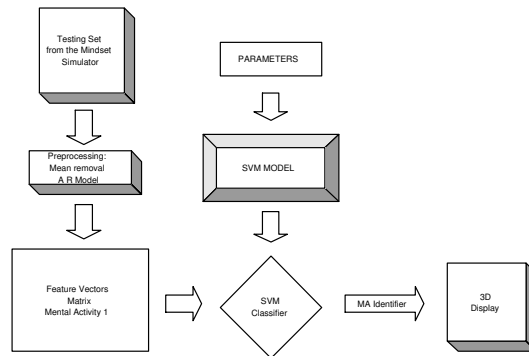 Testing Set
from the Mindset
Simulator
PARAMETERS
Preprocessing:
Mean removal
A R Model
SVM MODEL
Feature Vectors
Matrix
Mental Activity 1
SVM
Classifier
MA Identifier
3D
Display